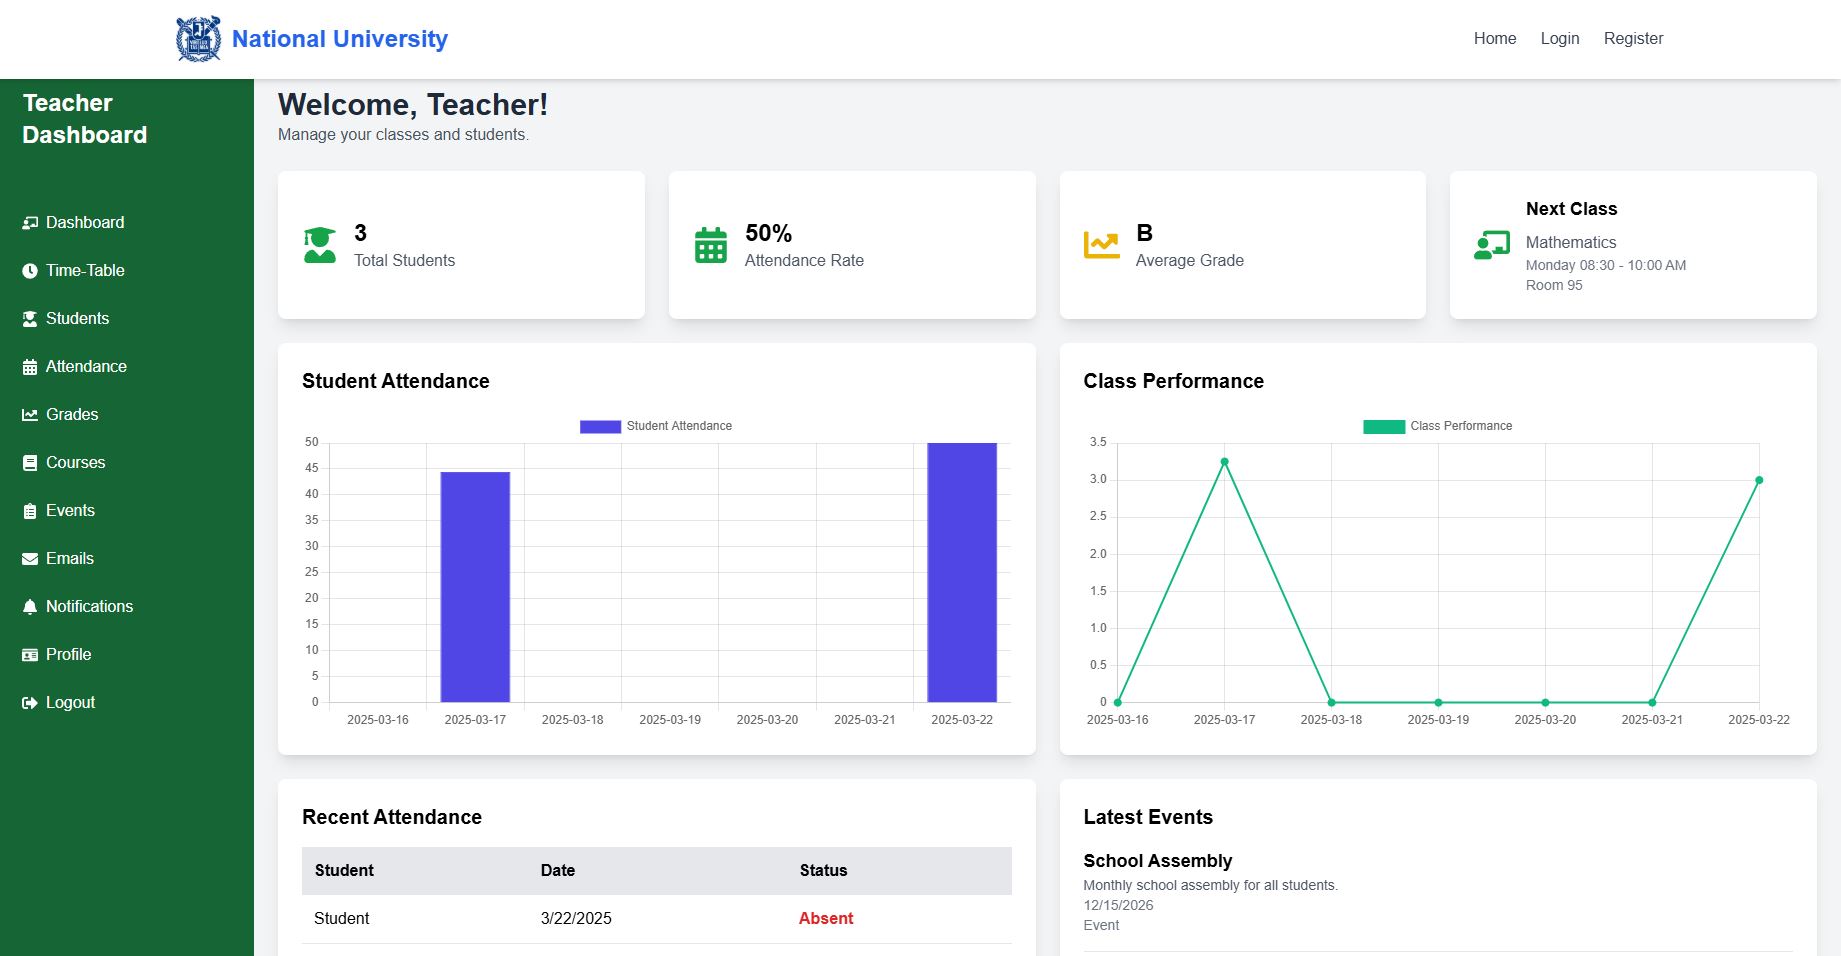 National University
Home Login Register
Teacher
Dashboard
Dashboard
Time-Table
Students
Attendance
Grades
Courses
Events
Emails
Notifications
Profile
Logout
Welcome, Teacher!
Manage your classes and students.
3
Total Students
50%
Attendance Rate
B
Average Grade
Next Class
Mathematics
Monday 08:30 - 10:00 AM
Room 95
Student Attendance
Student Attendance
50
45
40
35
30
25
20
15
10
5
0
2025-03-16 2025-03-17 2025-03-18 2025-03-19 2025-03-20 2025-03-21 2025-03-22
Class Performance
Class Performance
3.5
3.0
2.5
2.0
1.5
1.0
0.5
0
2025-03-16 2025-03-17 2025-03-18 2025-03-19 2025-03-20 2025-03-21 2025-03-22
Recent Attendance
Student Date Status
Student 3/22/2025 Absent
Latest Events
School Assembly
Monthly school assembly for all students.
12/15/2026
Event